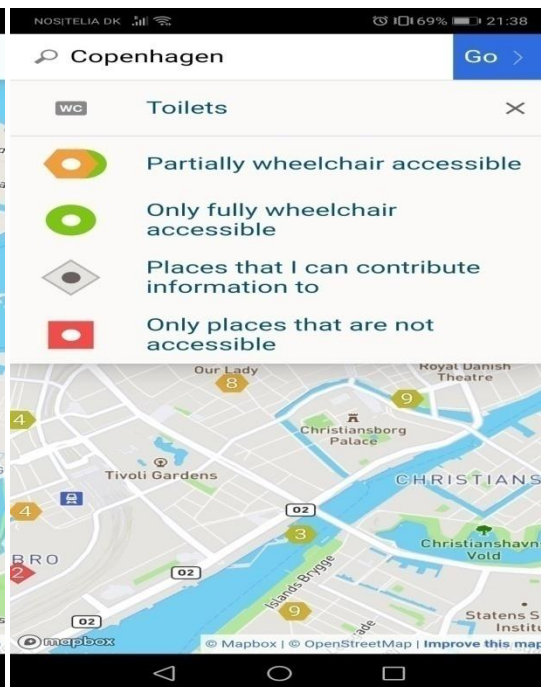 NOS|TELIA DK 69% 21:38
Copenhagen Go >
WC Toilets ×
Partially wheelchair accessible
Only fully wheelchair
accessible
Places that I can contribute
information to
Only places that are not
accessible
Our Lady
8
Royal Danish
Theatre
9
4
Christiansborg
Palace
Tivoli Gardens
CHRISTIANS
4
02
3
Christianshavn
Vold
BRO
2
02
Islands Brygge
9
02
ade
Statens S
Institu
mapbox
© Mapbox | © OpenStreetMap | Improve this map